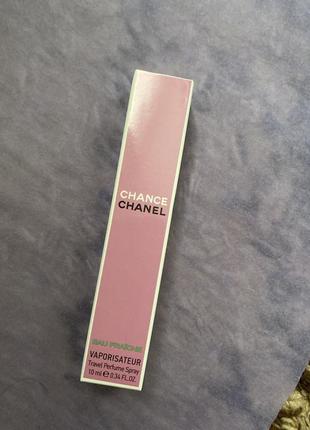 CHANCE
CHANEL
EAU FRAÎCHE
VAPORISATEUR
Travel Perfume Spray
10 ml ℮ 0.34 FL.OZ.